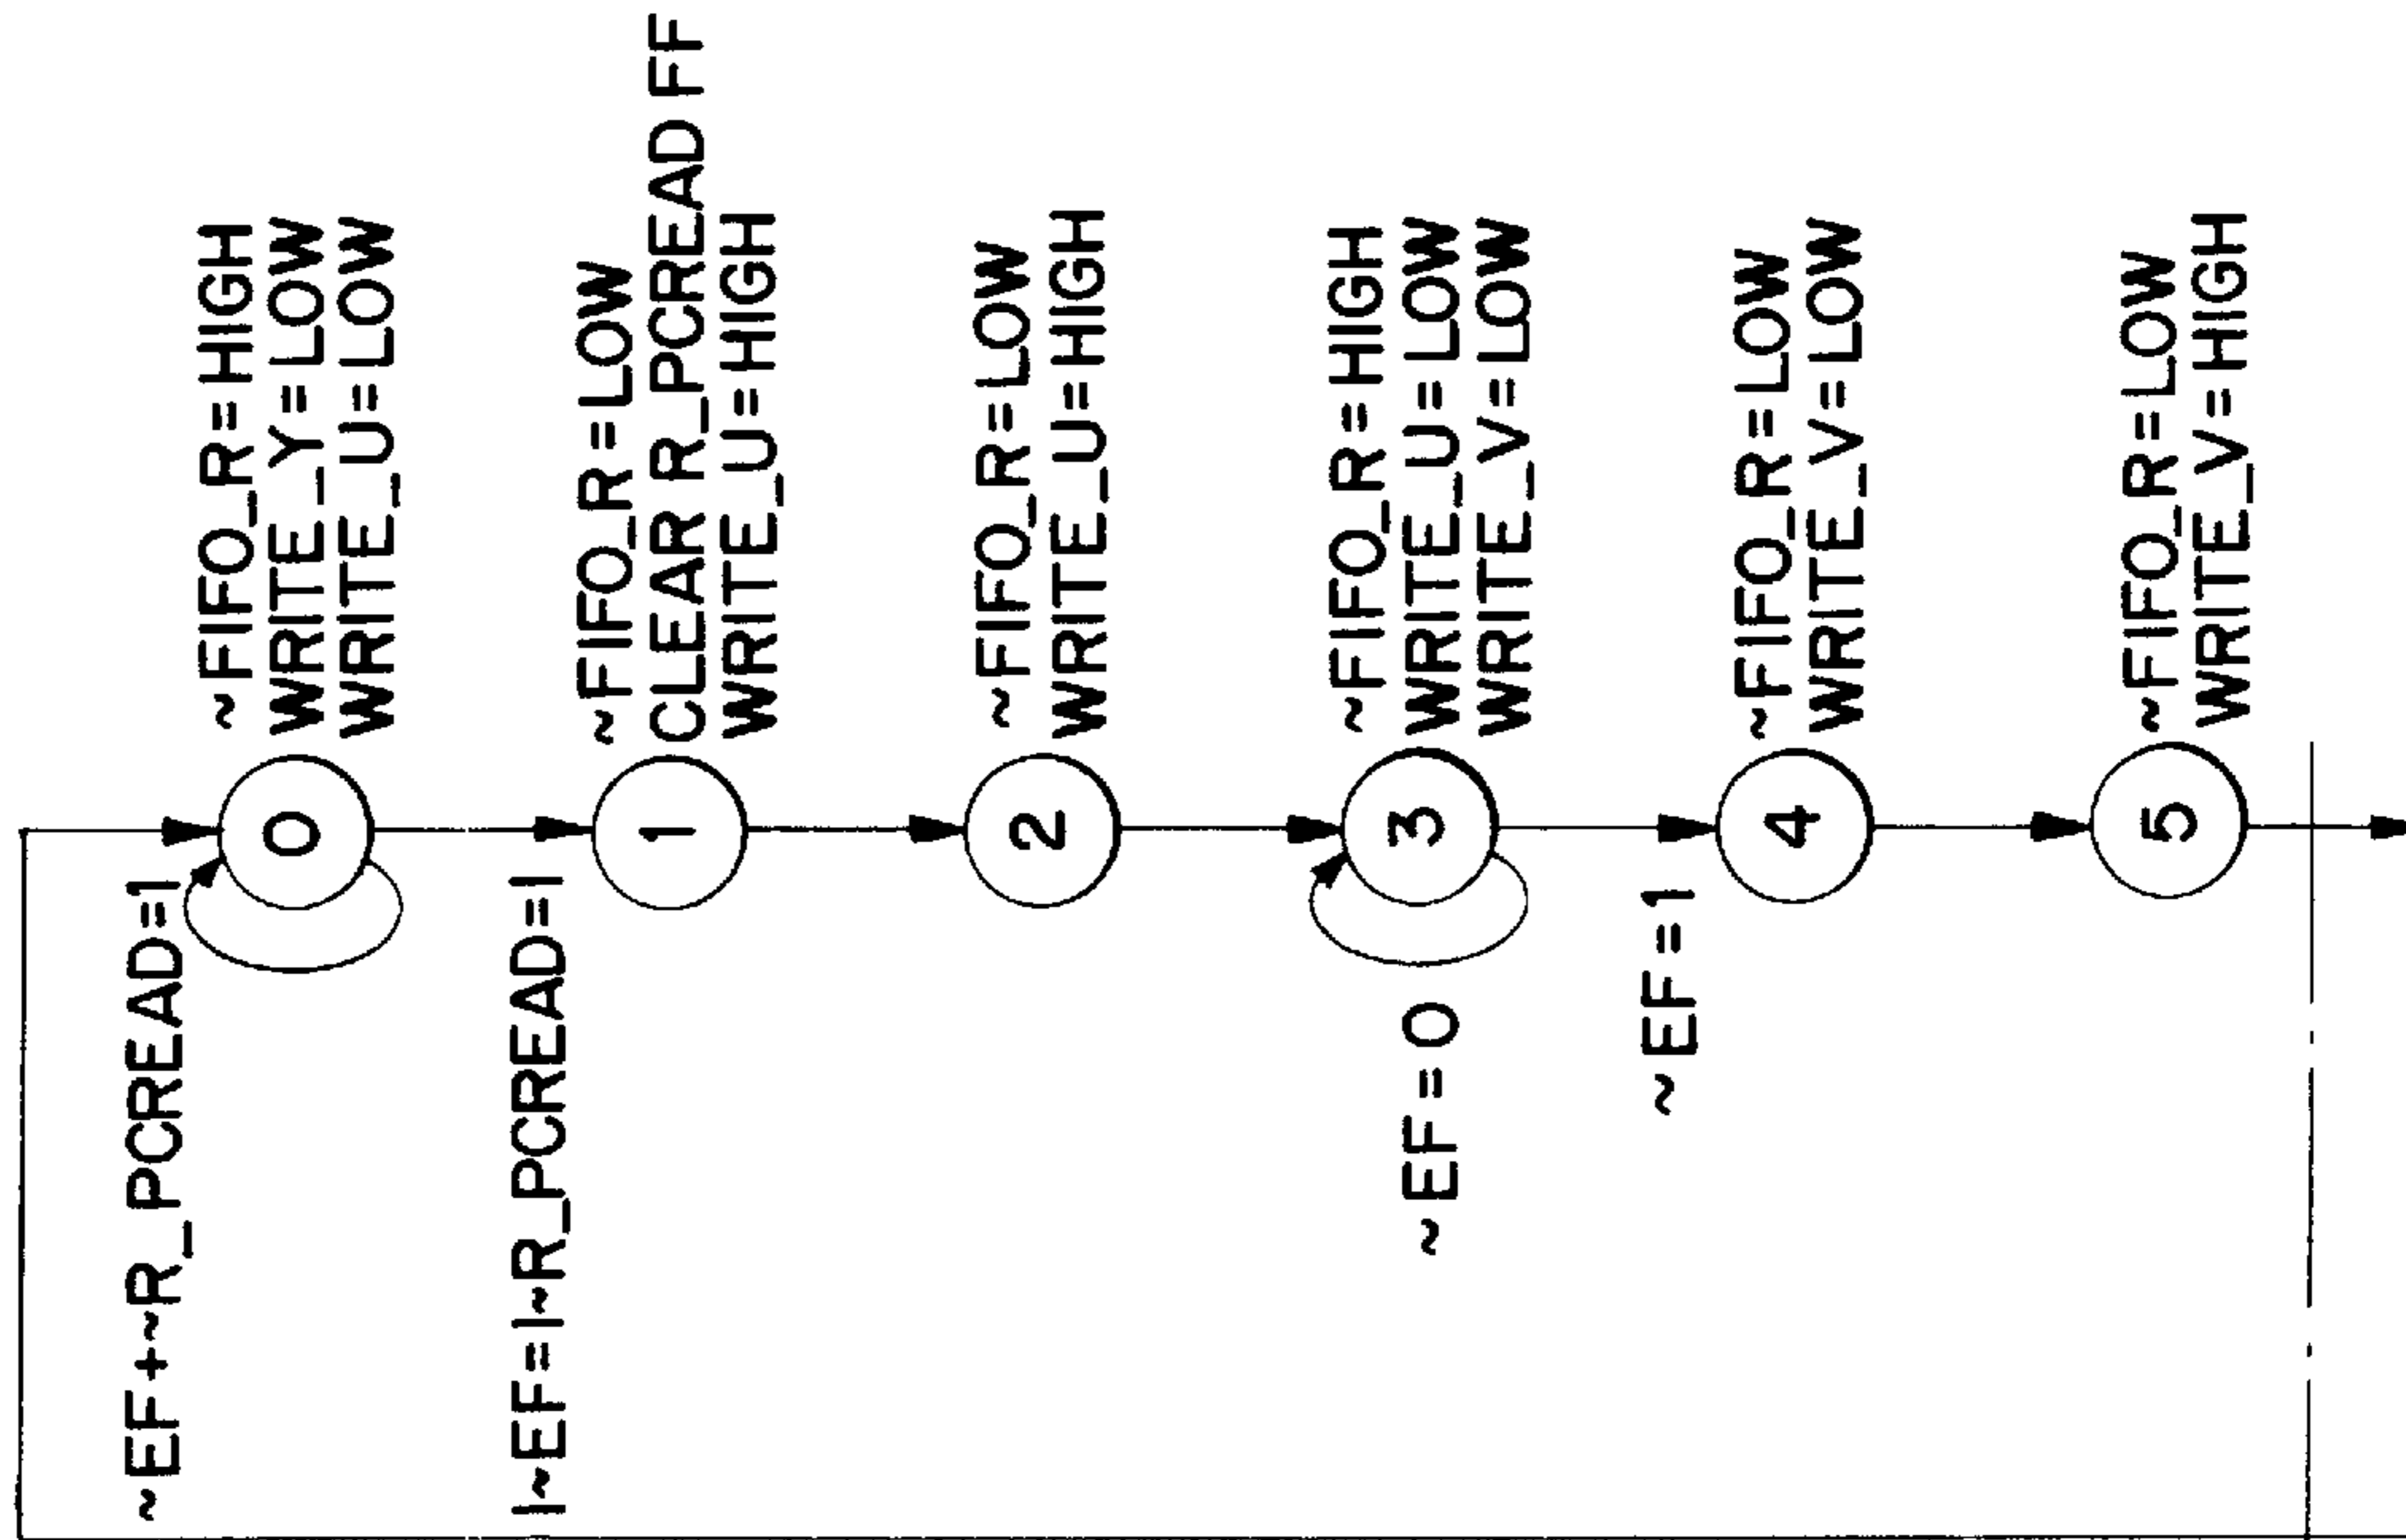 ~EF+~R_PCREAD=1
~FIFO_R=HIGH
WRITE_Y=LOW
WRITE_U=LOW
0
|~EF=|~R_PCREAD=1
~FIFO_R=LOW
CLEAR R_PCREAD FF
WRITE_U=HIGH
1
~FIFO_R=LOW
WRITE_U=HIGH
2
~EF=0
~FIFO_R=HIGH
WRITE_U=LOW
WRITE_V=LOW
3
~EF=1
~FIFO_R=LOW
WRITE_V=LOW
4
~FIFO_R=LOW
WRITE_V=HIGH
5